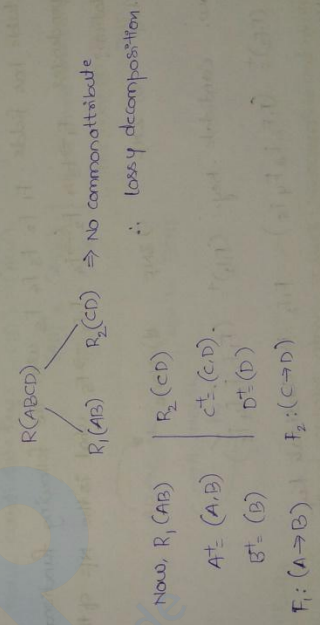 R(ABCD)
R₁(AB) R₂(CD) ⇒ No common attribute
∴ Lossy decomposition
Now, R₁(AB) | R₂(CD)
A⁺= (A,B) | C⁺= (C,D).
B⁺= (B) | D⁺= (D)
F₁: (A→B) F₂: (C→D)